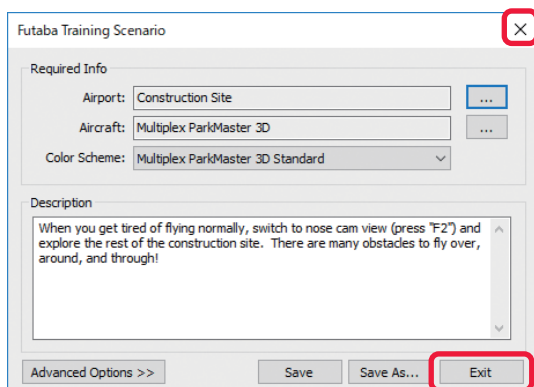 Futaba Training Scenario
Required Info
Airport: Construction Site ...
Aircraft: Multiplex ParkMaster 3D ...
Color Scheme: Multiplex ParkMaster 3D Standard
Description
When you get tired of flying normally, switch to nose cam view (press "F2") and
explore the rest of the construction site.  There are many obstacles to fly over,
around, and through!
Advanced Options >> Save Save As... Exit